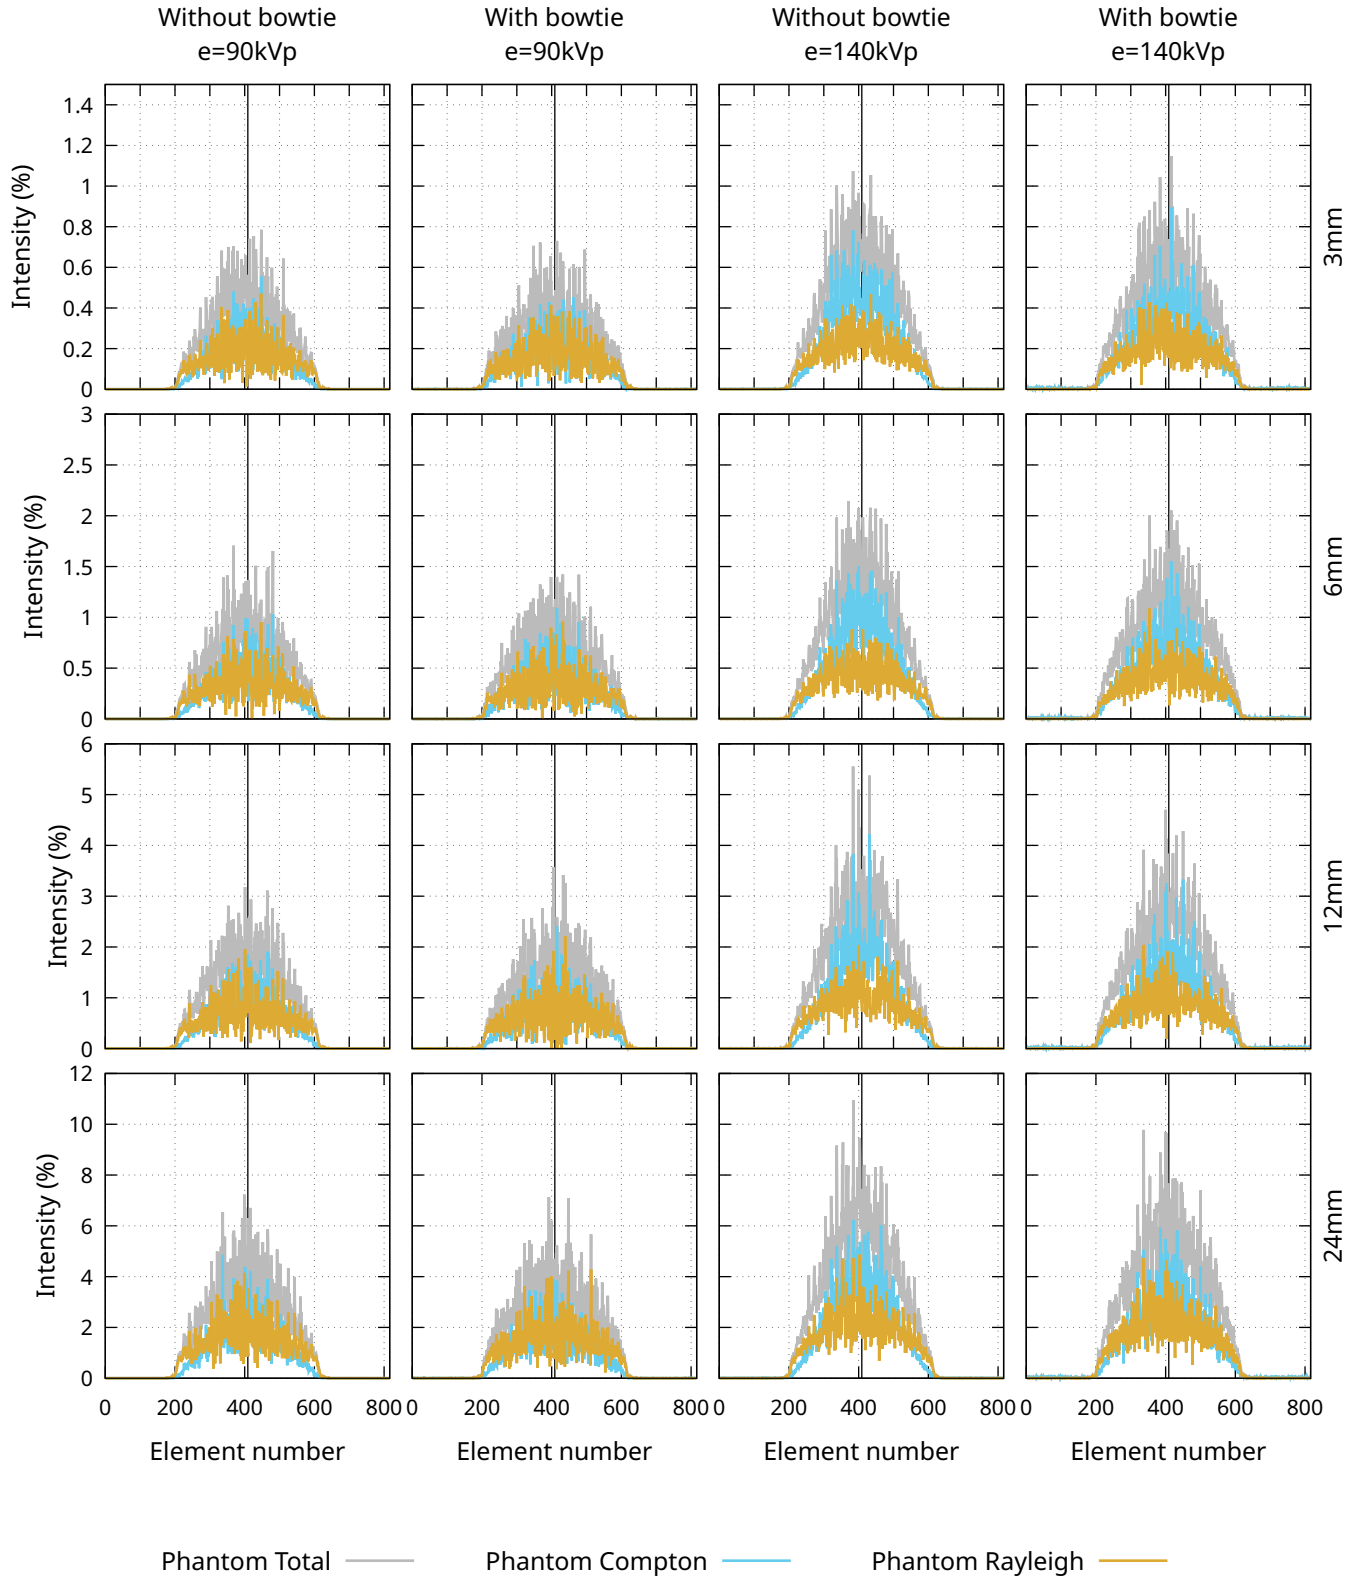 Without bowtie
e=90kVp
With bowtie
e=90kVp
Without bowtie
e=140kVp
With bowtie
e=140kVp
Intensity (%)
1.4
1.2
1
0.8
0.6
0.4
0.2
0
3mm
Intensity (%)
3
2.5
2
1.5
1
0.5
0
6mm
Intensity (%)
6
5
4
3
2
1
0
12mm
Intensity (%)
12
10
8
6
4
2
0
24mm
0 200 400 600 800
0 200 400 600 800
0 200 400 600 800
0 200 400 600 800
Element number
Element number
Element number
Element number
Phantom Total
Phantom Compton
Phantom Rayleigh